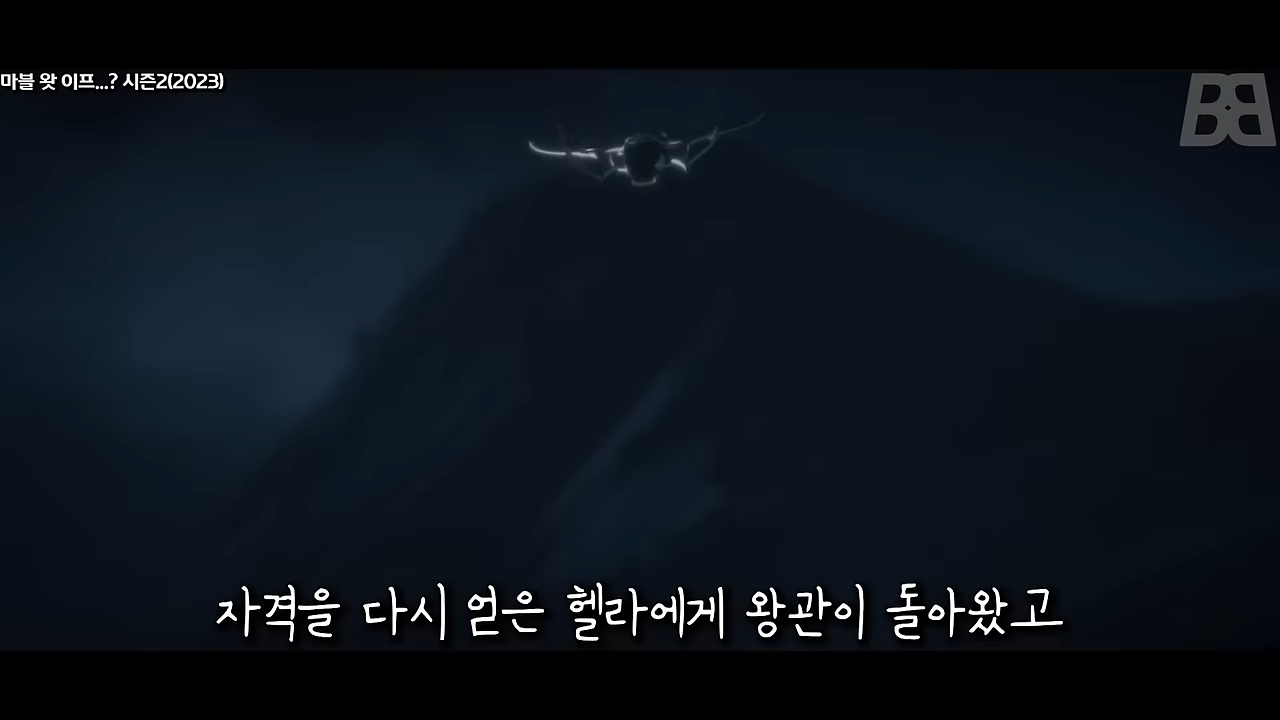 마블 왓 이프...? 시즌2(2023)
자격을 다시 얻은 헬라에게 왕관이 돌아왔고